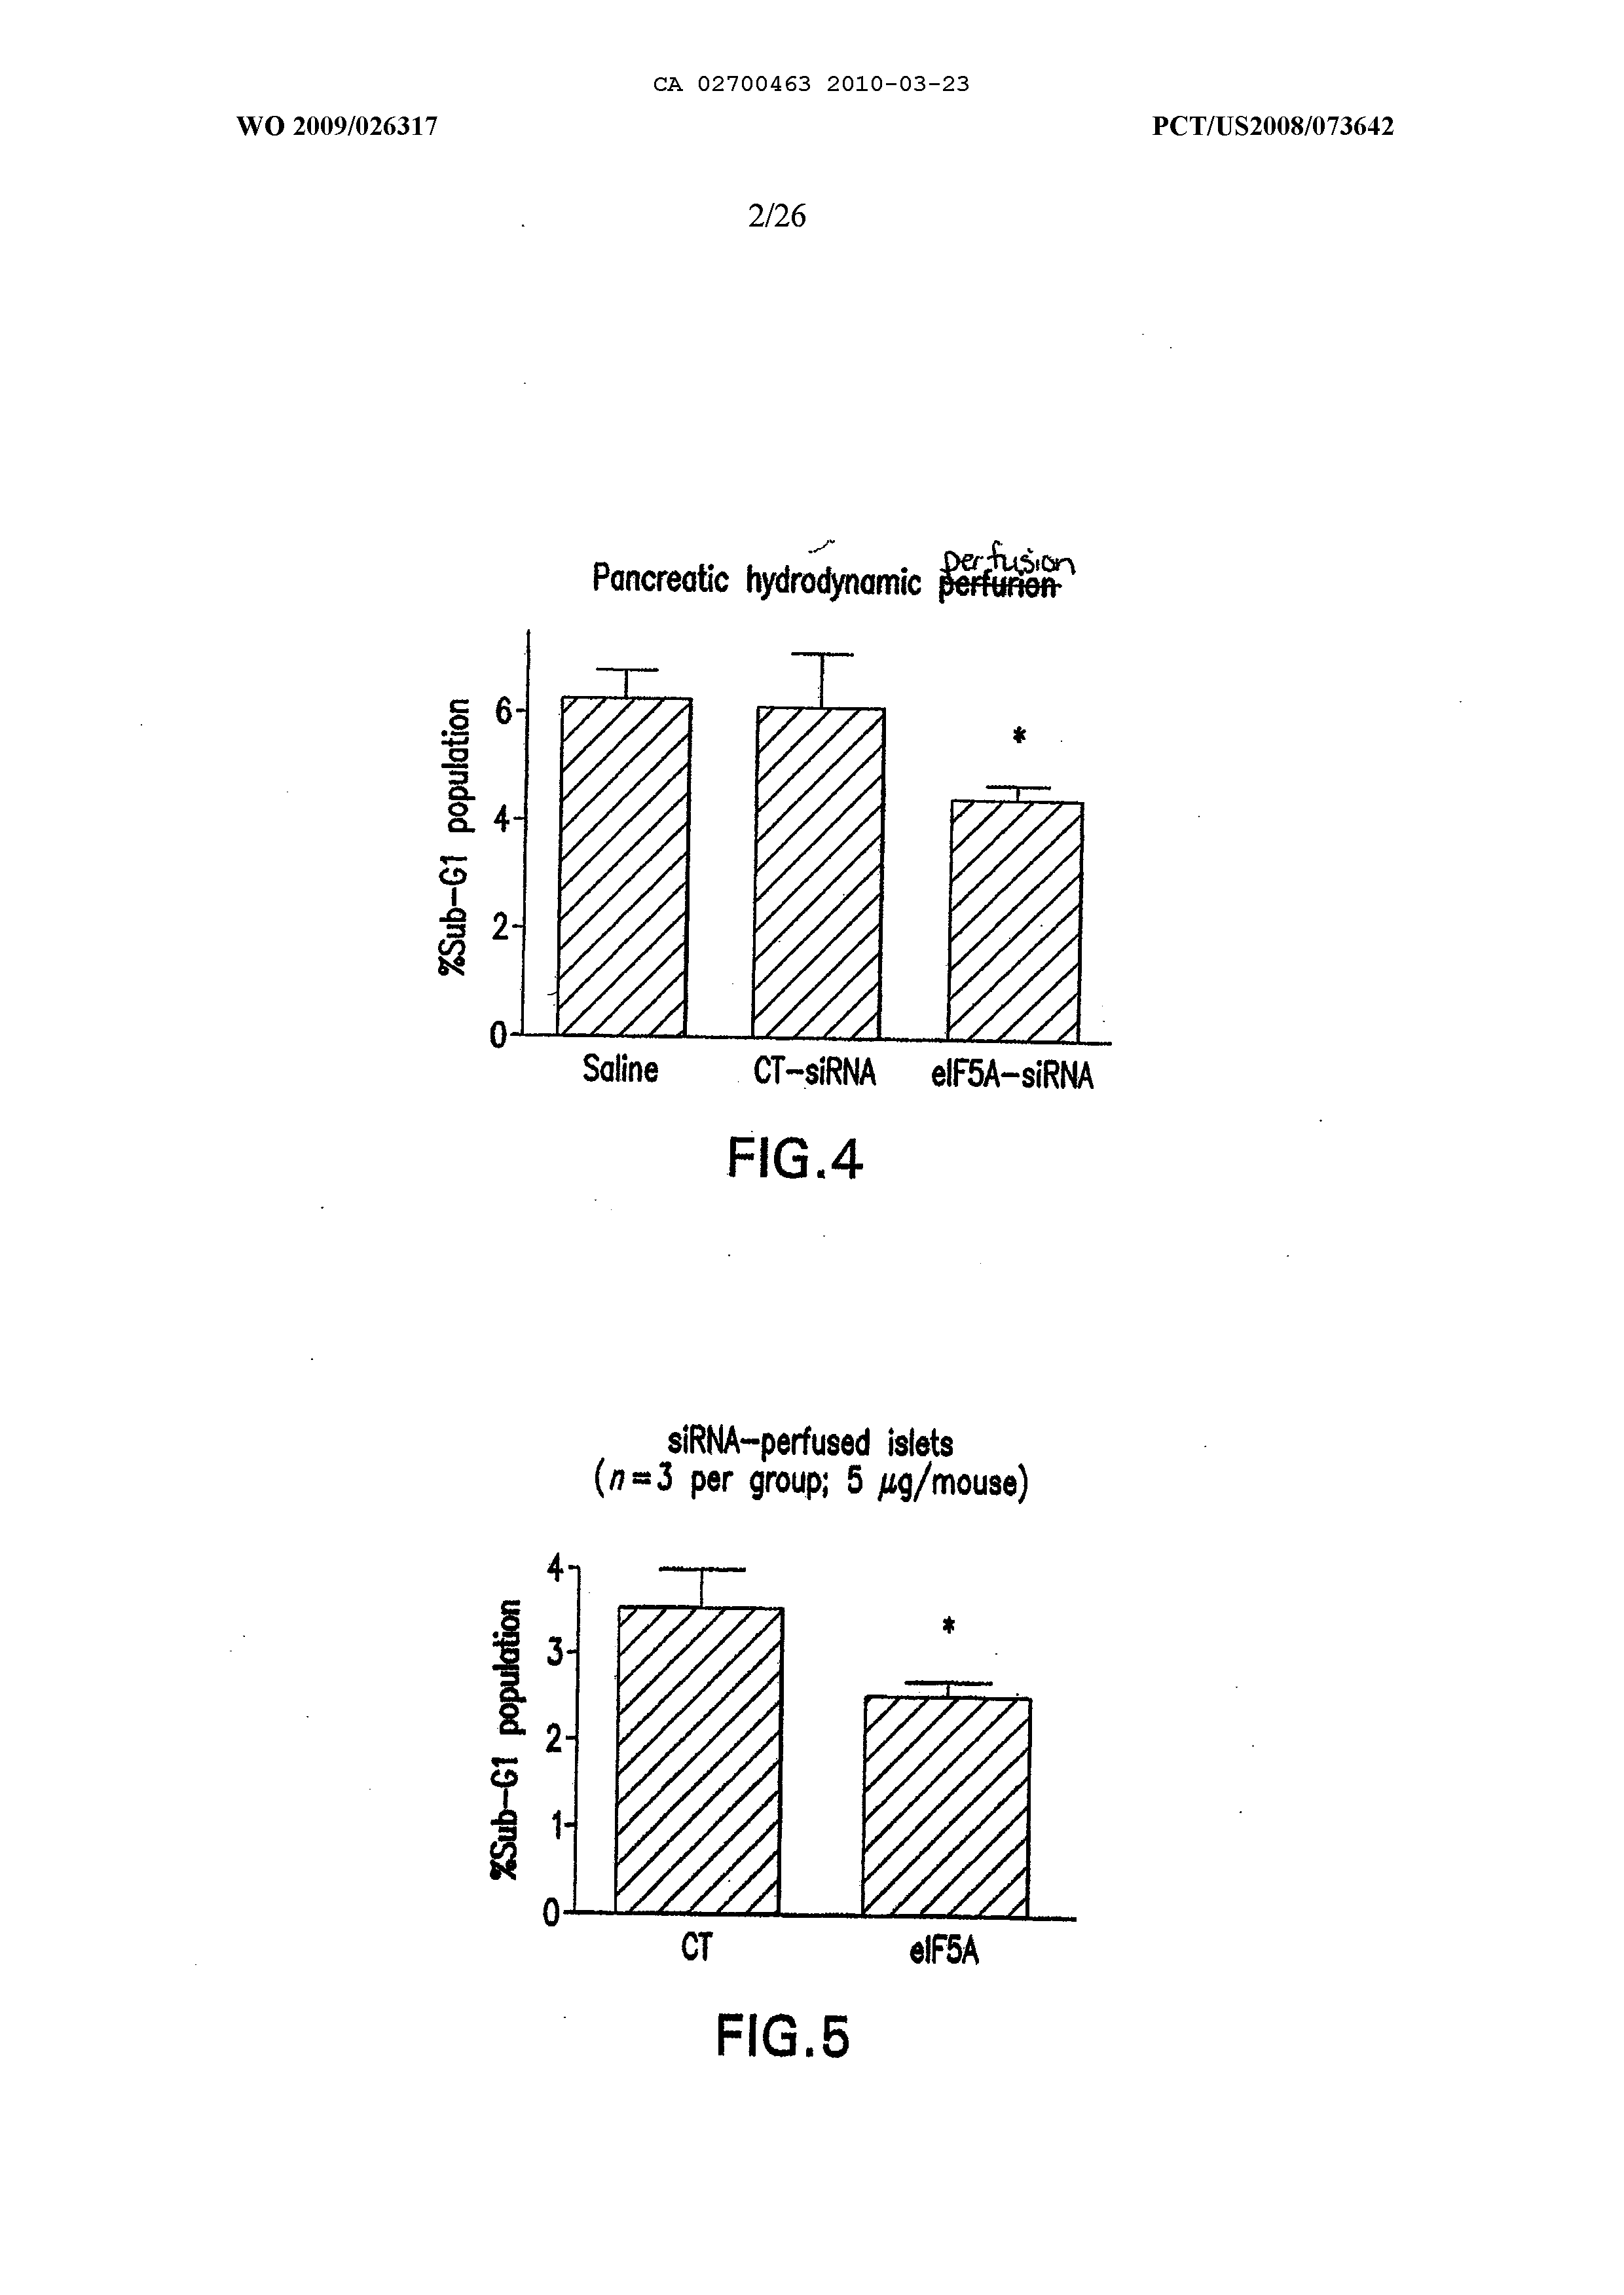 CA 02700463 2010-03-23
WO 2009/026317 PCT/US2008/073642
2/26
perfusion
Pancreatic hydrodynamic perfurion
%Sub-G1 population
6
4
2
0
Saline CT-siRNA eIF5A-siRNA
*
FIG.4
siRNA-perfused islets
(n=3 per group; 5 µg/mouse)
%Sub-G1 population
4
3
2
1
0
*
CT eIF5A
FIG.5